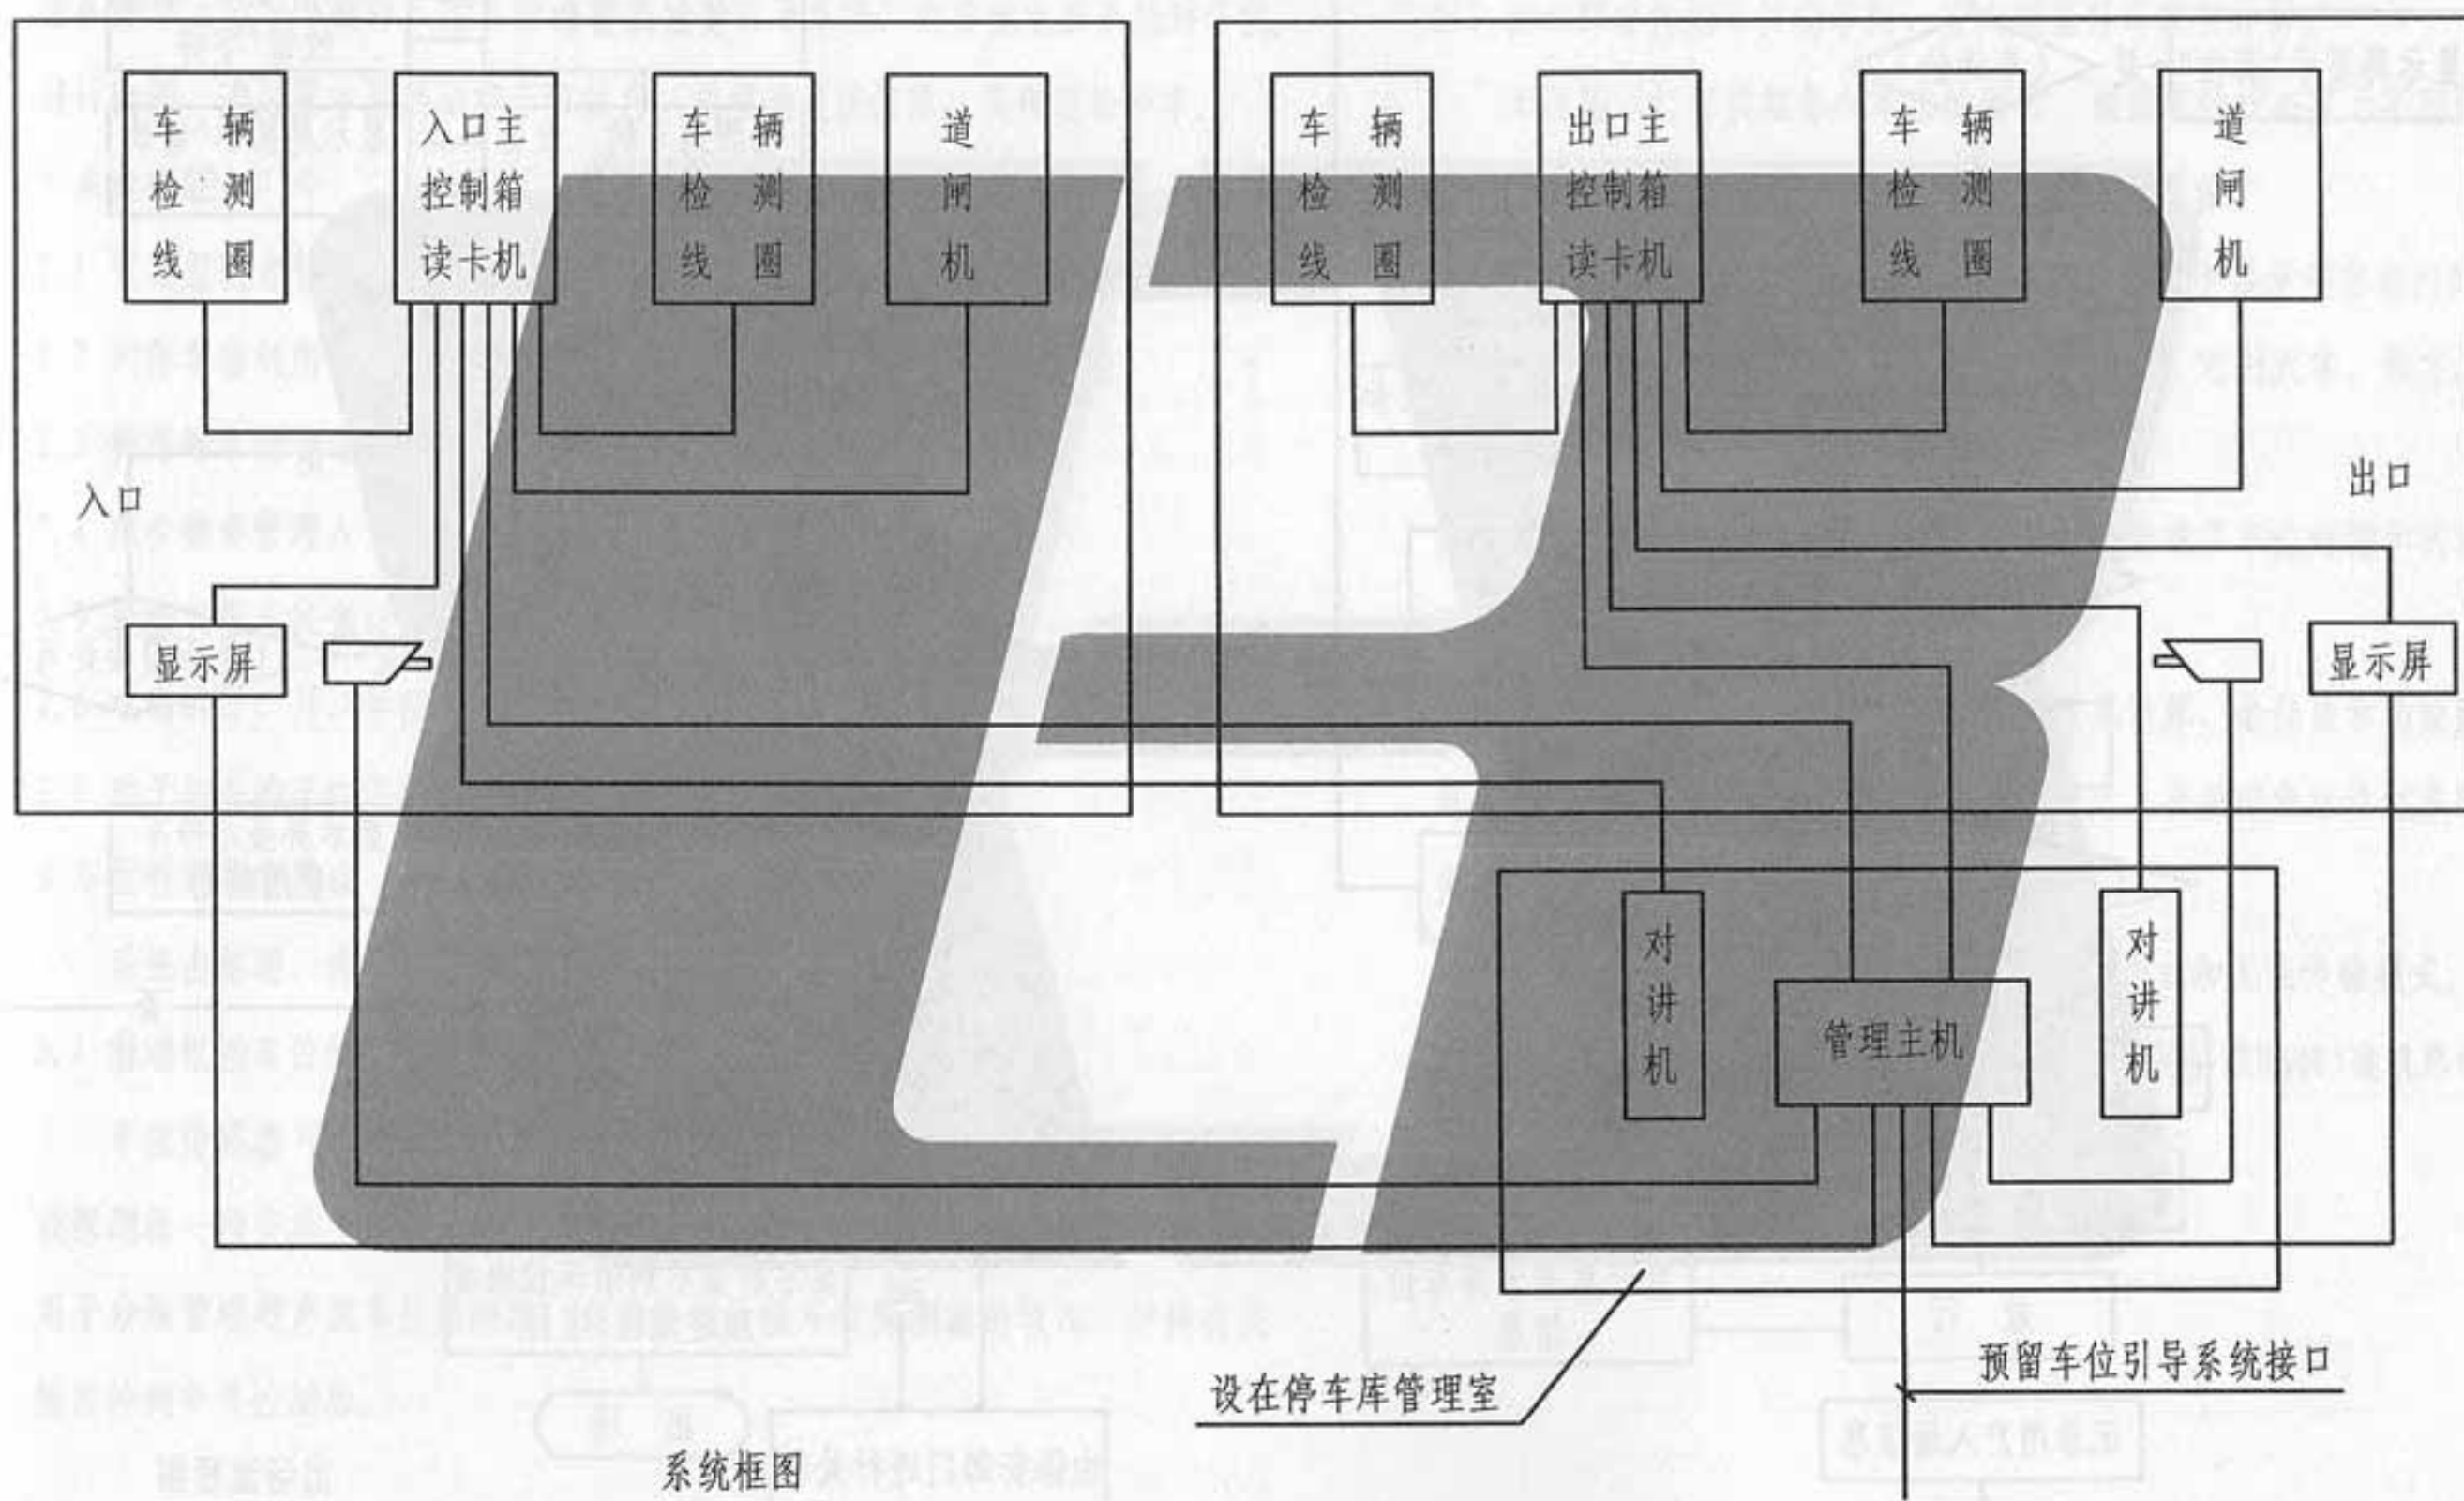 车辆
检测
线圈
入口主
控制箱
读卡机
车辆
检测
线圈
道
闸
机
车辆
检测
线圈
出口主
控制箱
读卡机
车辆
检测
线圈
道
闸
机
入口
出口
显示屏
显示屏
对
讲
机
管理主机
对
讲
机
设在停车库管理室
预留车位引导系统接口
系统框图